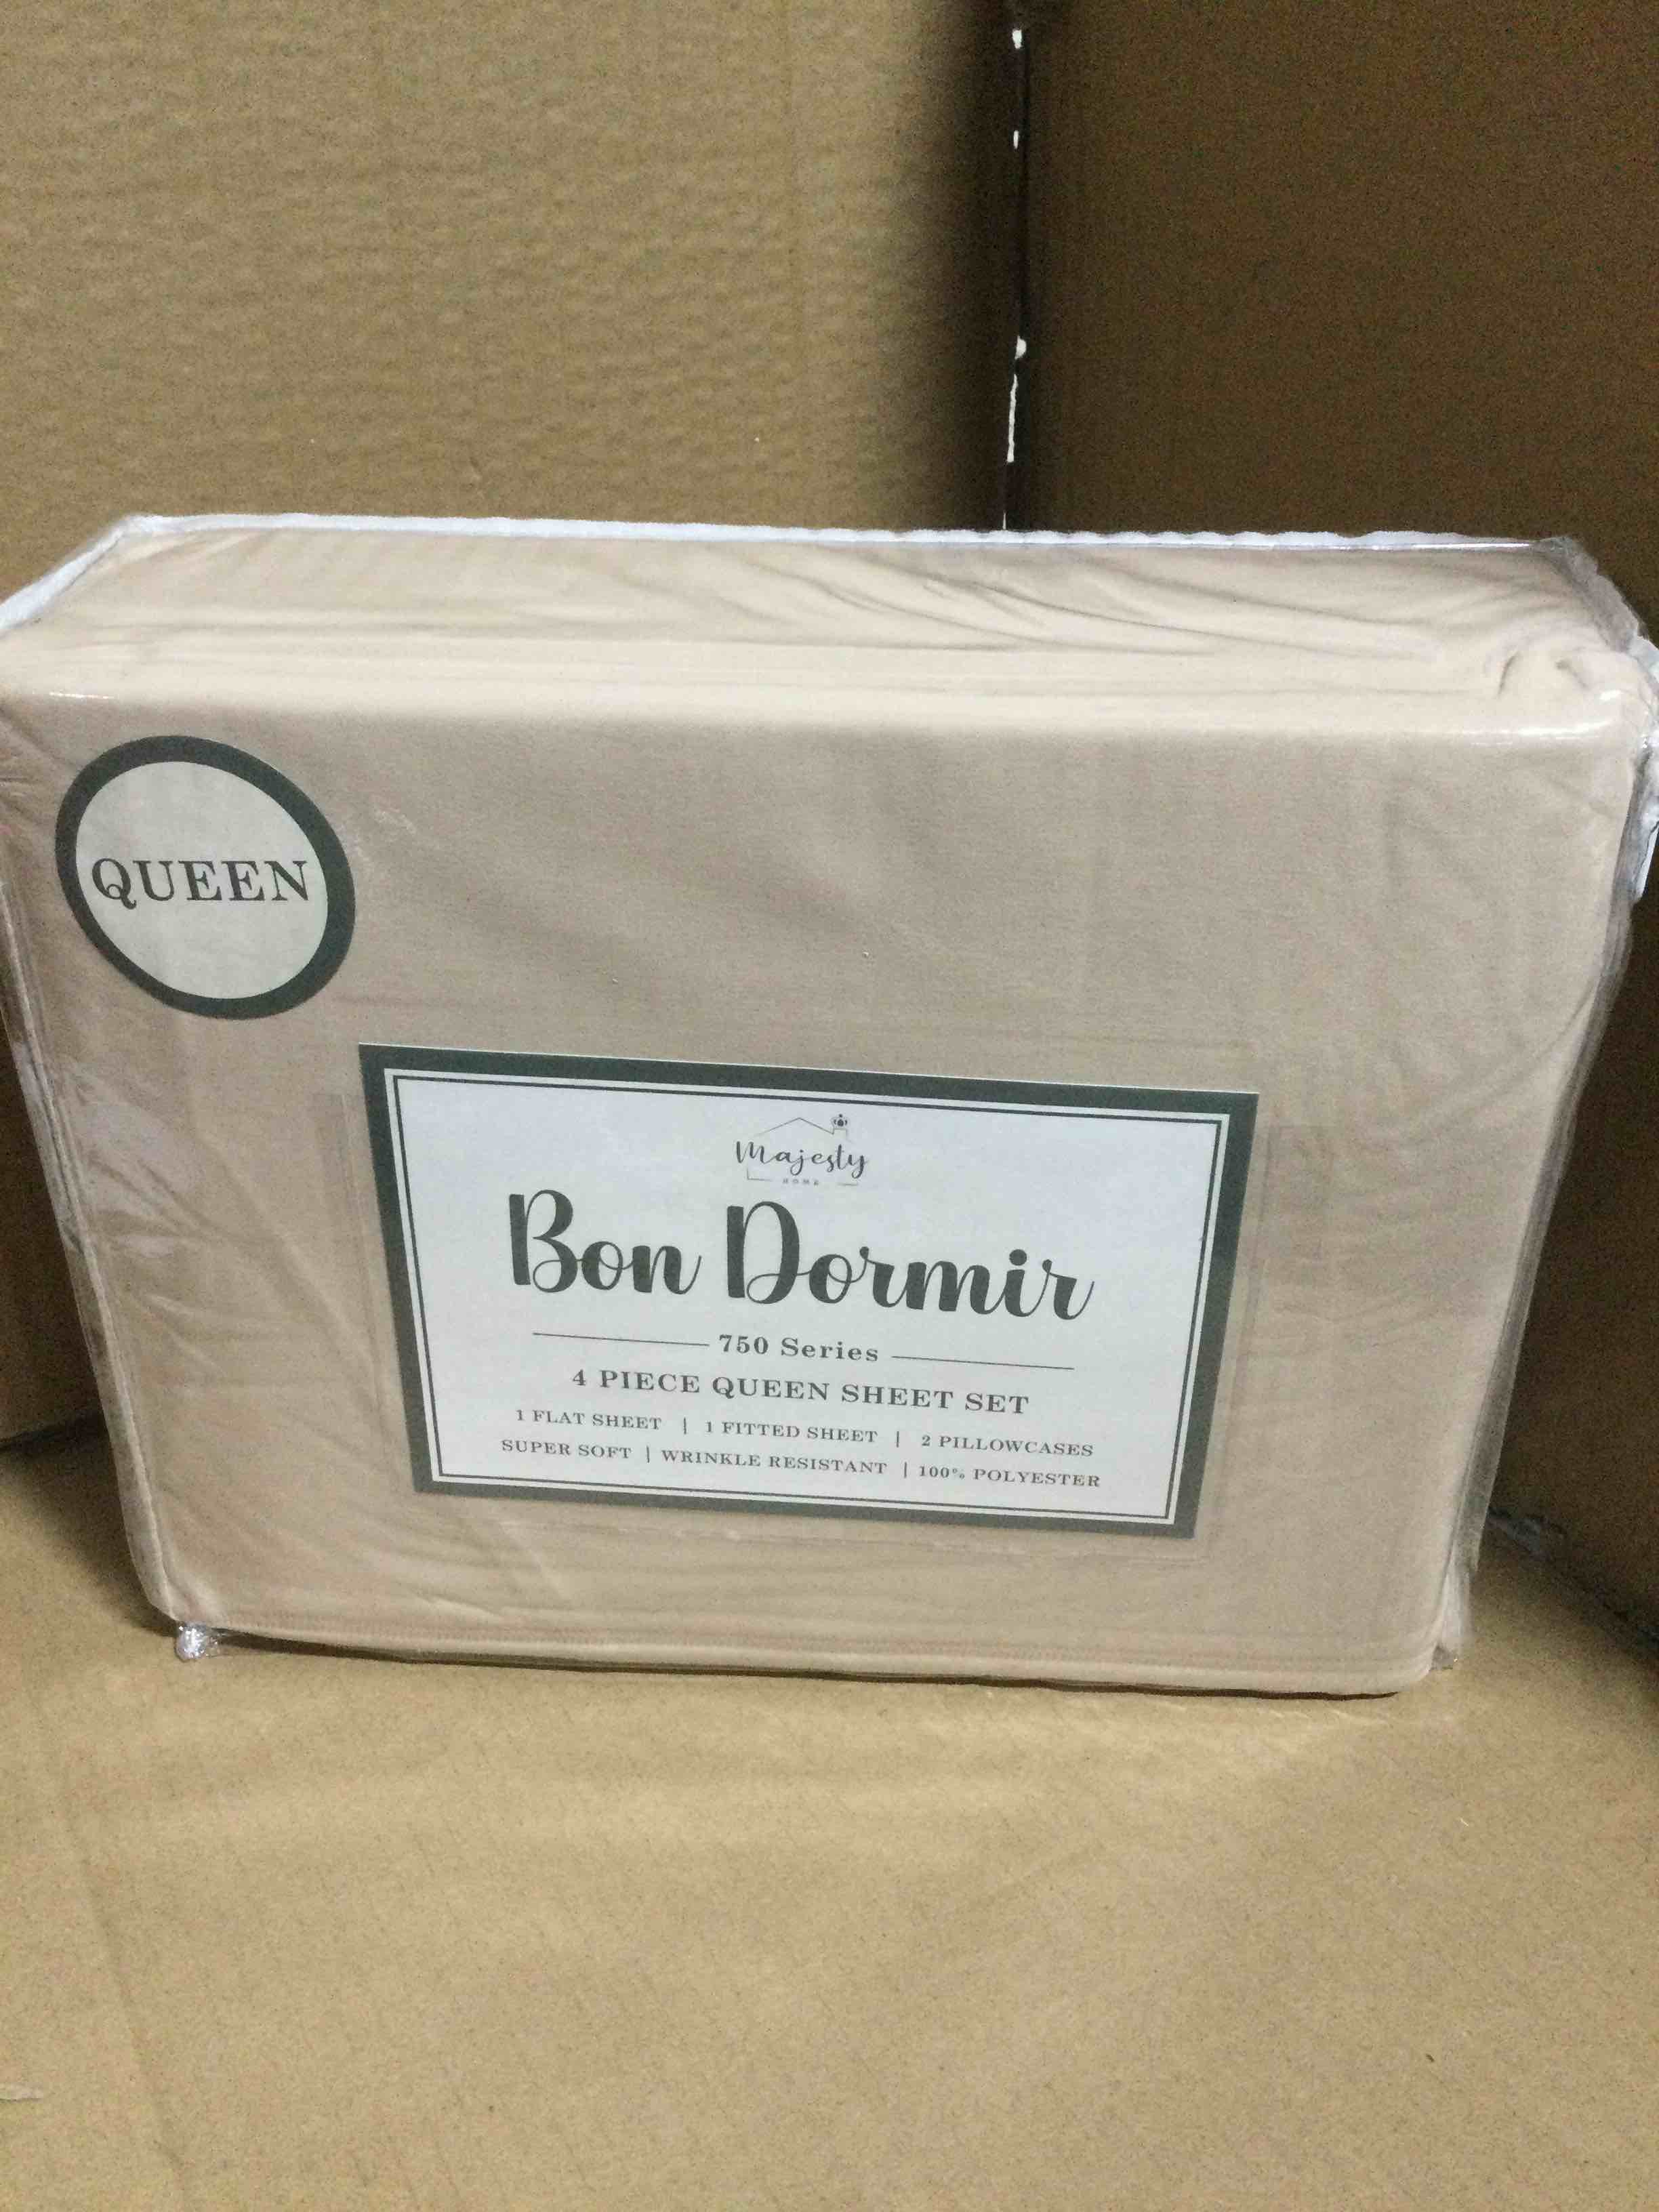 QUEEN
Majesty
HOME
Bon Dormir
750 Series
4 PIECE QUEEN SHEET SET
1 FLAT SHEET | 1 FITTED SHEET | 2 PILLOWCASES
SUPER SOFT | WRINKLE RESISTANT | 100% POLYESTER